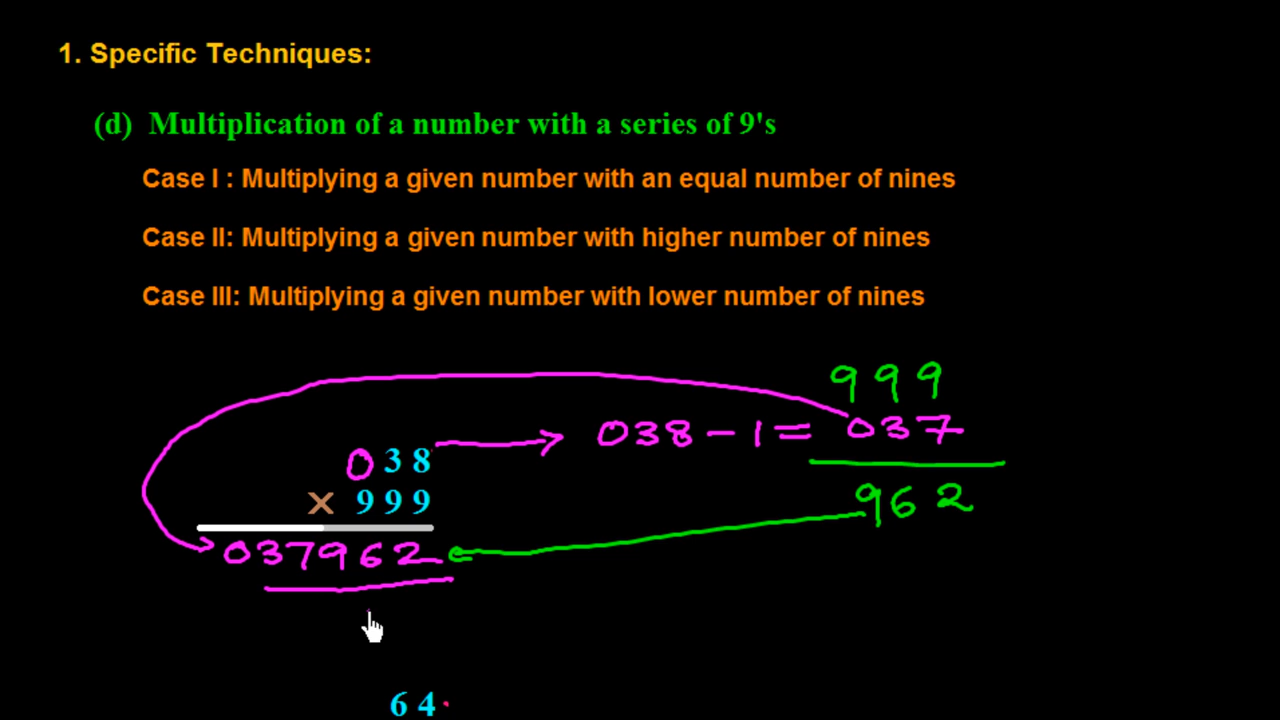 1. Specific Techniques:
(d) Multiplication of a number with a series of 9's
Case I : Multiplying a given number with an equal number of nines
Case II: Multiplying a given number with higher number of nines
Case III: Multiplying a given number with lower number of nines
999
038 → 038 - 1 = 037
× 999
962
037962
64